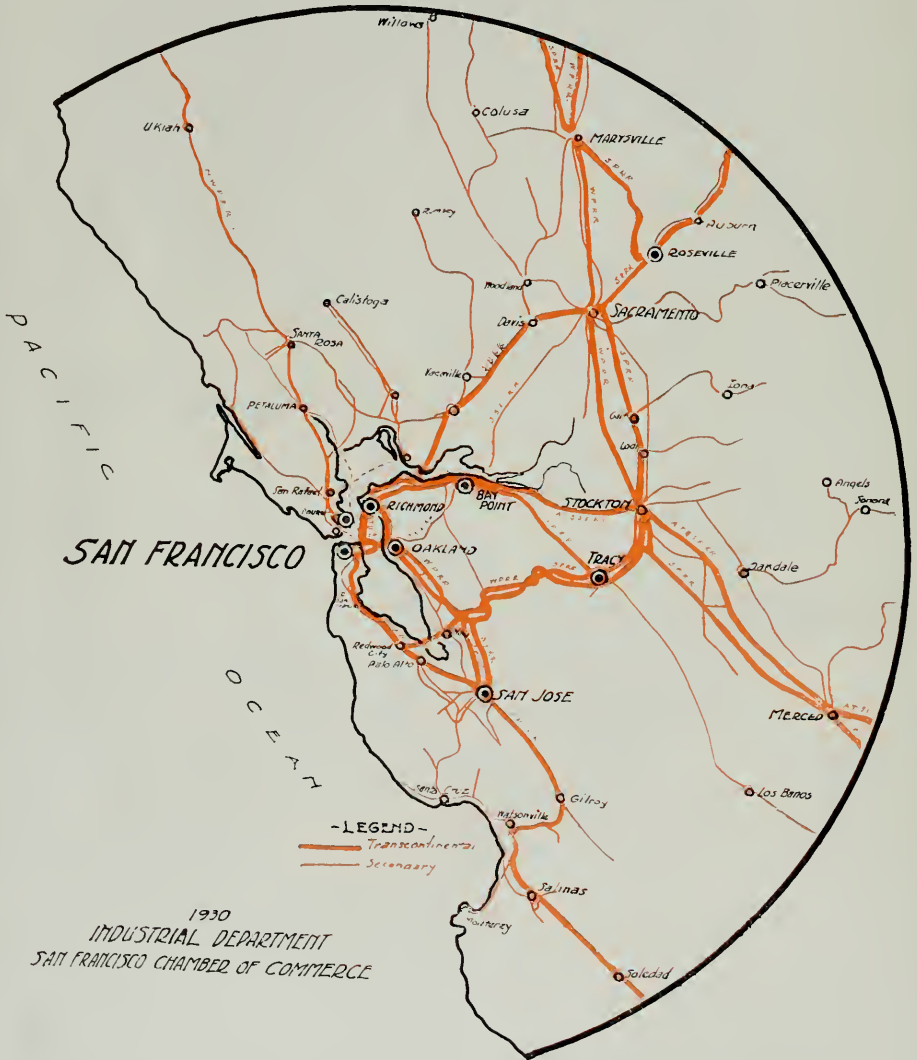 Willows
Colusa
Ukiah
MARYSVILLE
S.P.R.R.
W.P.R.R.
N.W.P.R.R.
Rumsey
Auburn
ROSEVILLE
Woodland
Placerville
Calistoga
SACRAMENTO
Davis
SANTA
ROSA
Vacaville
S.P.R.R.
W.P.R.R.
S.P.R.R.
Ione
PETALUMA
Galt
Lodi
PACIFIC
Angels
Sonora
San Rafael
BAY
POINT
RICHMOND
STOCKTON
SAN FRANCISCO
OAKLAND
TRACY
W.P.R.R.
W.P.R.R.
S.P.R.R.
S.P.R.R.
Oakdale
Redwood
City
Palo Alto
OCEAN
SAN JOSE
MERCED
Santa Cruz
Gilroy
Los Banos
Watsonville
-LEGEND-
Transcontinental
Secondary
Salinas
Monterey
Soledad
1930
INDUSTRIAL DEPARTMENT
SAN FRANCISCO CHAMBER OF COMMERCE